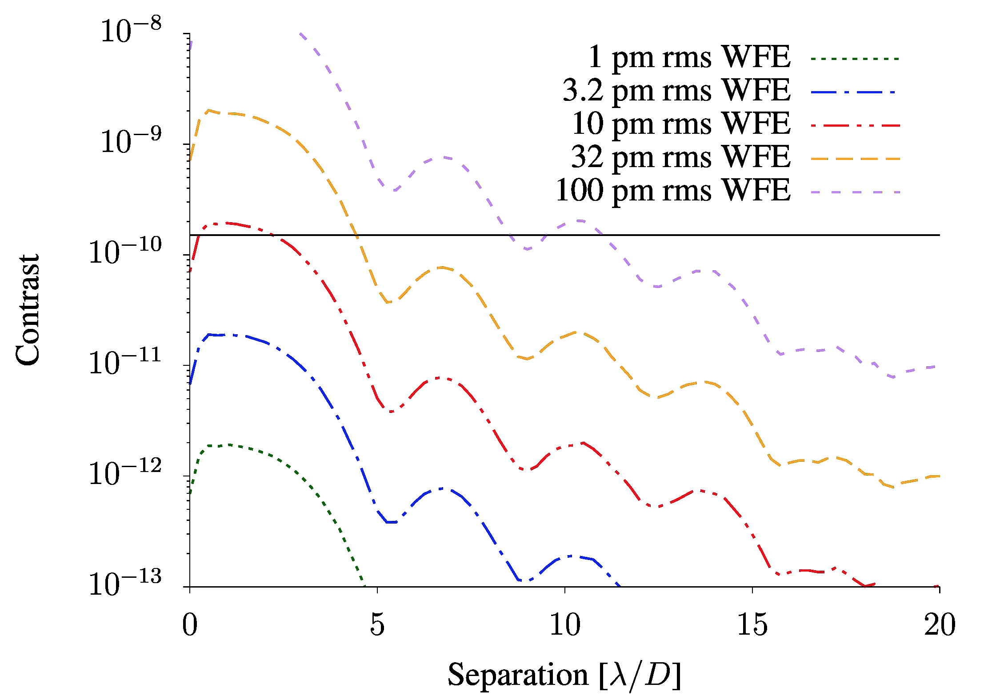 10⁻⁸
10⁻⁹
10⁻¹⁰
10⁻¹¹
10⁻¹²
10⁻¹³
Contrast
1 pm rms WFE
3.2 pm rms WFE
10 pm rms WFE
32 pm rms WFE
100 pm rms WFE
0 5 10 15 20
Separation [λ/D]